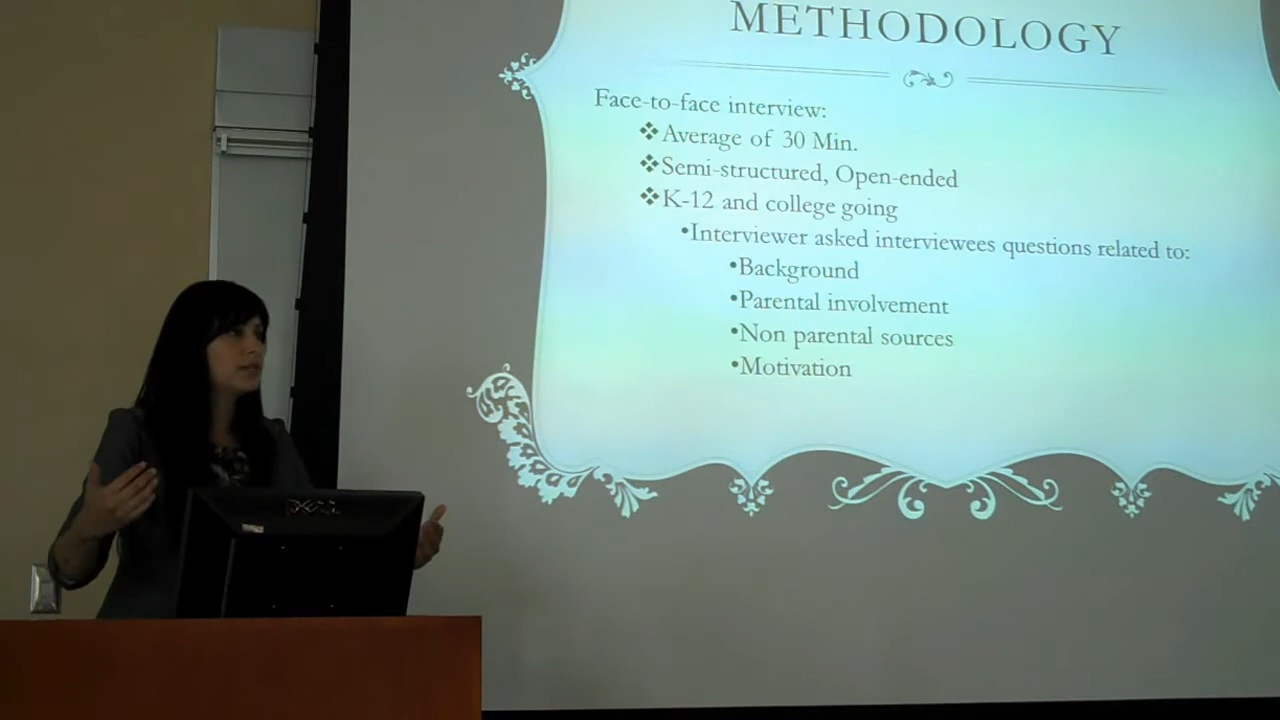 METHODOLOGY
Face-to-face interview:
❖Average of 30 Min.
❖Semi-structured, Open-ended
❖K-12 and college going
•Interviewer asked interviewees questions related to:
•Background
•Parental involvement
•Non parental sources
•Motivation
DELL